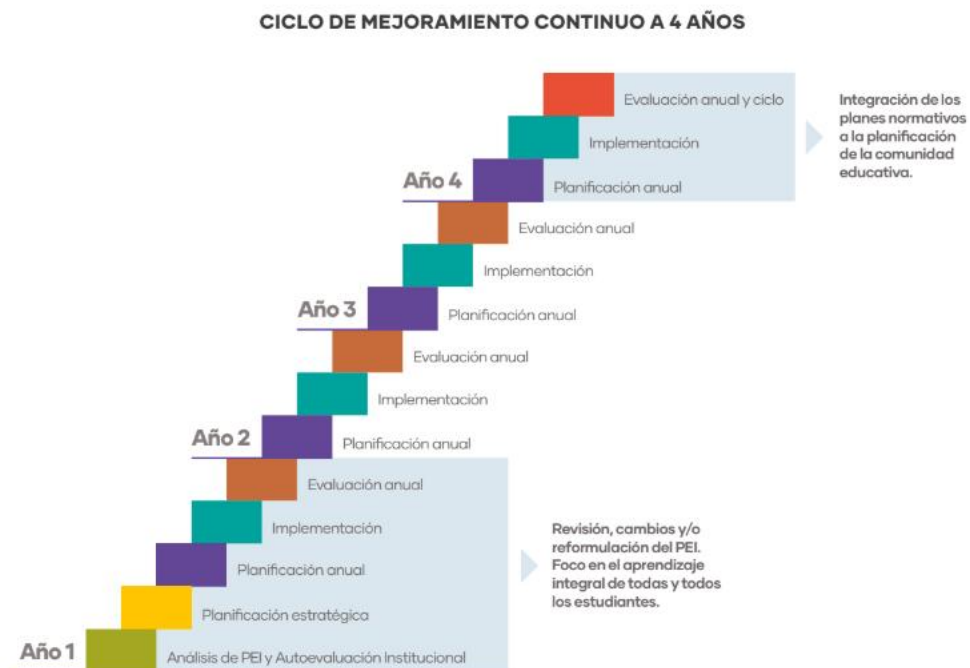 CICLO DE MEJORAMIENTO CONTINUO A 4 AÑOS
Evaluación anual y ciclo
Implementación
Año 4
Planificación anual
Integración de los
planes normativos
a la planificación
de la comunidad
educativa.
Evaluación anual
Implementación
Año 3
Planificación anual
Evaluación anual
Implementación
Año 2
Planificación anual
Evaluación anual
Implementación
Planificación anual
Planificación estratégica
Año 1
Análisis de PEI y Autoevaluación Institucional
Revisión, cambios y/o
reformulación del PEI.
Foco en el aprendizaje
integral de todas y todos
los estudiantes.